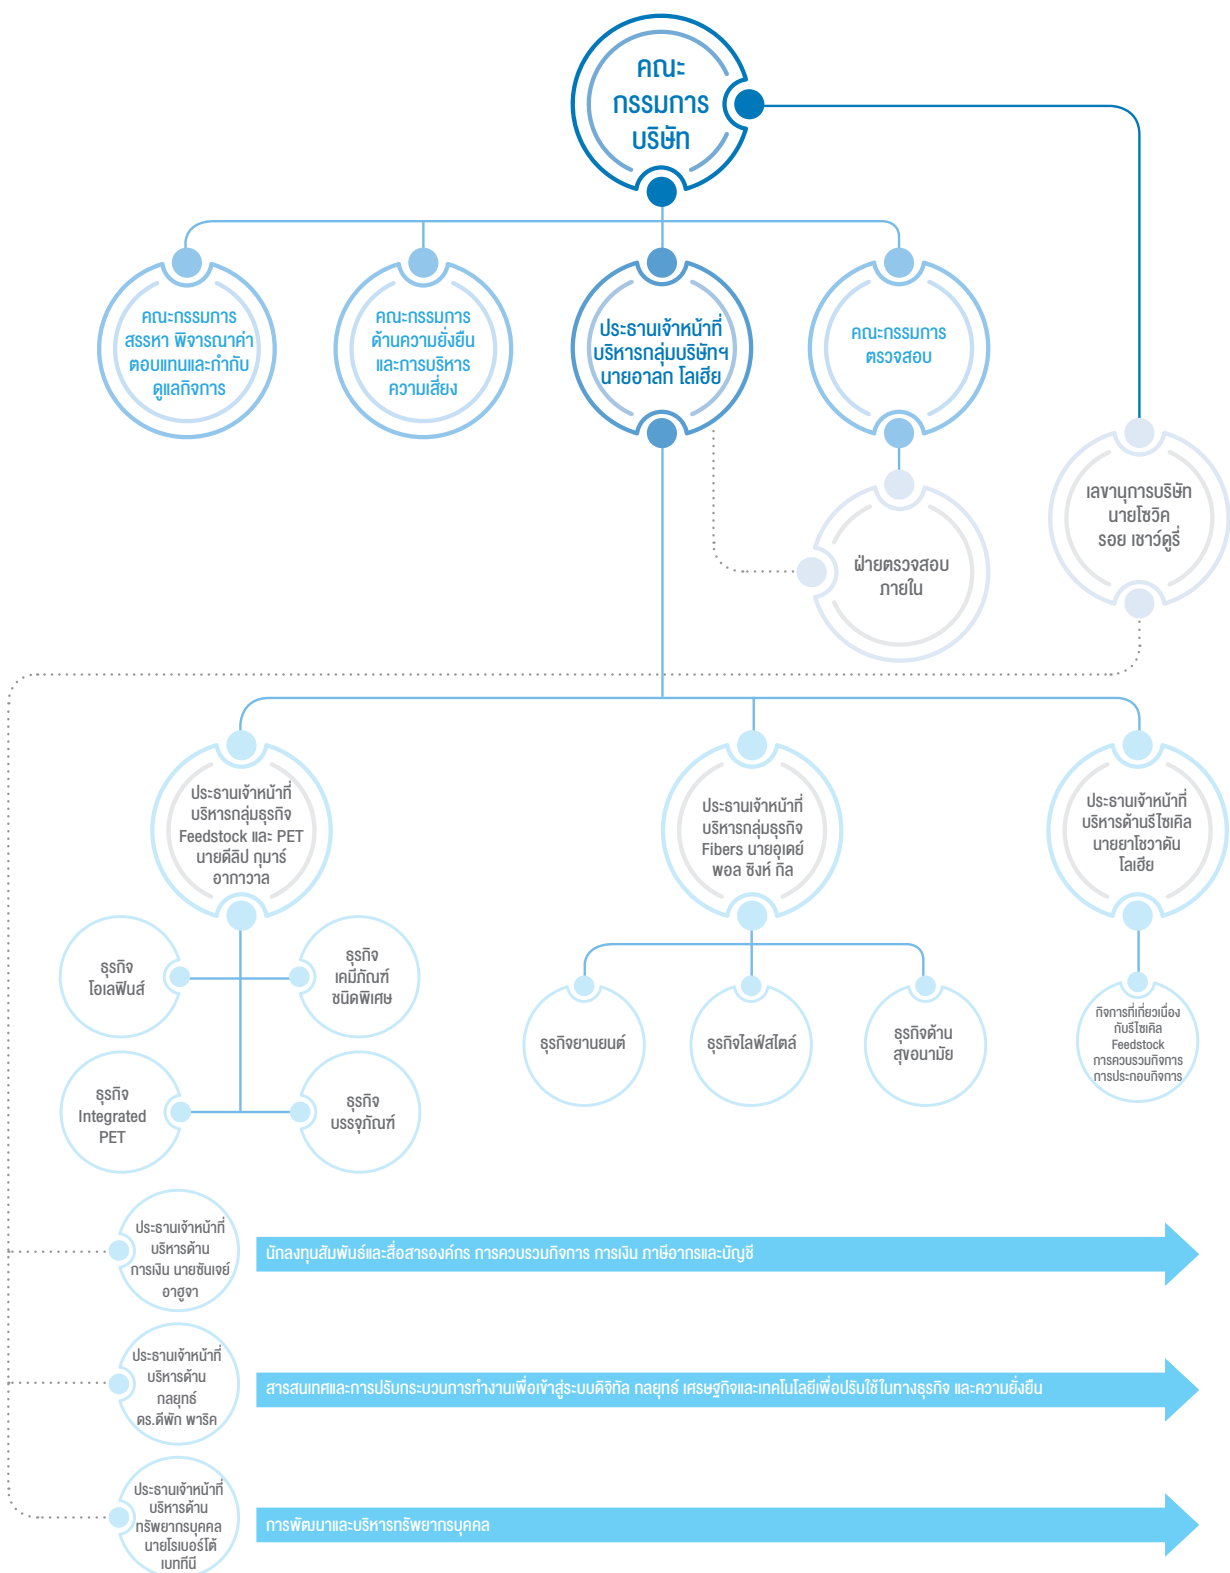 คณะ
กรรมการ
บริษัท
คณะกรรมการ
สรรหา พิจารณาค่า
ตอบแทนและกำกับ
ดูแลกิจการ
คณะกรรมการ
ด้านความยั่งยืน
และการบริหาร
ความเสี่ยง
ประธานเจ้าหน้าที่
บริหารกลุ่มบริษัทฯ
นายอาลก โลเฮีย
คณะกรรมการ
ตรวจสอบ
เลขานุการบริษัท
นายโซวิค
รอย เชาว์ดูรี่
ฝ่ายตรวจสอบ
ภายใน
ประธานเจ้าหน้าที่
บริหารกลุ่มธุรกิจ
Feedstock และ PET
นายดีลิป กุมาร์
อากาวาล
ประธานเจ้าหน้าที่
บริหารกลุ่มธุรกิจ
Fibers นายอุเดย์
พอล ซิงห์ กิล
ประธานเจ้าหน้าที่
บริหารด้านรีไซเคิล
นายยาโชวาดัน
โลเฮีย
ธุรกิจ
โอเลฟินส์
ธุรกิจ
เคมีภัณฑ์
ชนิดพิเศษ
ธุรกิจ
Integrated
PET
ธุรกิจ
บรรจุภัณฑ์
ธุรกิจยานยนต์
ธุรกิจไลฟ์สไตล์
ธุรกิจด้าน
สุขอนามัย
กิจการที่เกี่ยวเนื่อง
กับรีไซเคิล
Feedstock
การควบรวมกิจการ
การประกอบกิจการ
ประธานเจ้าหน้าที่
บริหารด้าน
การเงิน นายซันเจย์
อาฮูจา
นักลงทุนสัมพันธ์และสื่อสารองค์กร การควบรวมกิจการ การเงิน ภาษีอากรและบัญชี
ประธานเจ้าหน้าที่
บริหารด้าน
กลยุทธ์
ดร.ดีพัก พาริค
สารสนเทศและการปรับกระบวนการทำงานเพื่อเข้าสู่ระบบดิจิทัล กลยุทธ์ เศรษฐกิจและเทคโนโลยีเพื่อปรับใช้ในทางธุรกิจ และความยั่งยืน
ประธานเจ้าหน้าที่
บริหารด้าน
ทรัพยากรบุคคล
นายโรเบอร์โต้
เบททีนี
การพัฒนาและบริหารทรัพยากรบุคคล